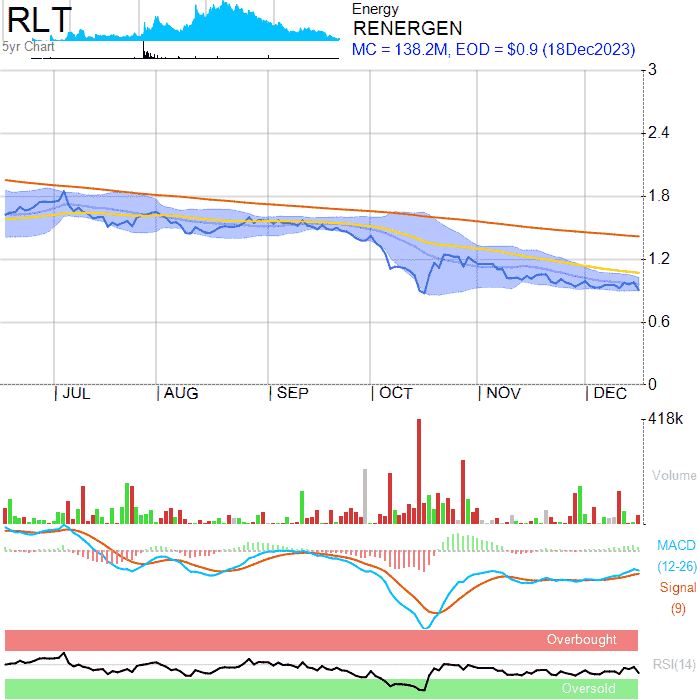 RLT
5yr Chart
Energy
RENERGEN
MC = 138.2M, EOD = $0.9 (18Dec2023)
3
2.4
1.8
1.2
0.6
0
JUL AUG SEP OCT NOV DEC
418k
Volume
MACD
(12-26)
Signal
(9)
Overbought
RSI(14)
Oversold